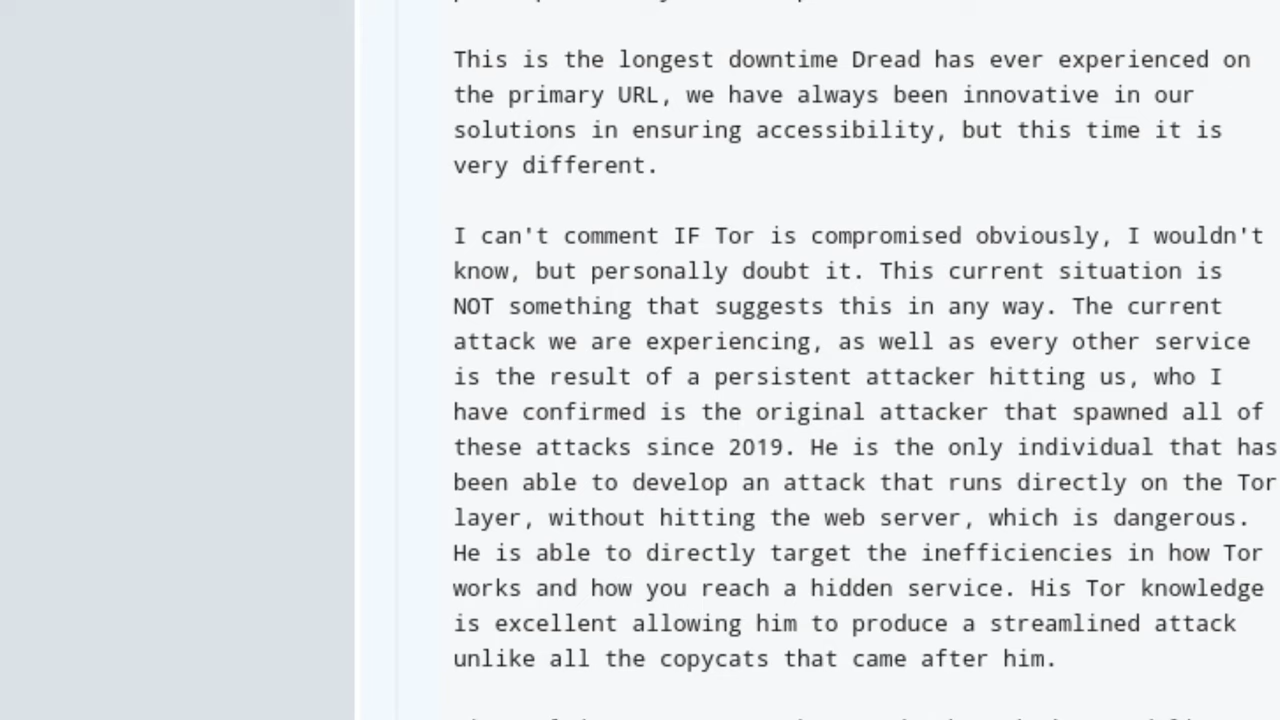 This is the longest downtime Dread has ever experienced on
the primary URL, we have always been innovative in our
solutions in ensuring accessibility, but this time it is
very different.
I can't comment IF Tor is compromised obviously, I wouldn't
know, but personally doubt it. This current situation is
NOT something that suggests this in any way. The current
attack we are experiencing, as well as every other service
is the result of a persistent attacker hitting us, who I
have confirmed is the original attacker that spawned all of
these attacks since 2019. He is the only individual that has
been able to develop an attack that runs directly on the Tor
layer, without hitting the web server, which is dangerous.
He is able to directly target the inefficiencies in how Tor
works and how you reach a hidden service. His Tor knowledge
is excellent allowing him to produce a streamlined attack
unlike all the copycats that came after him.